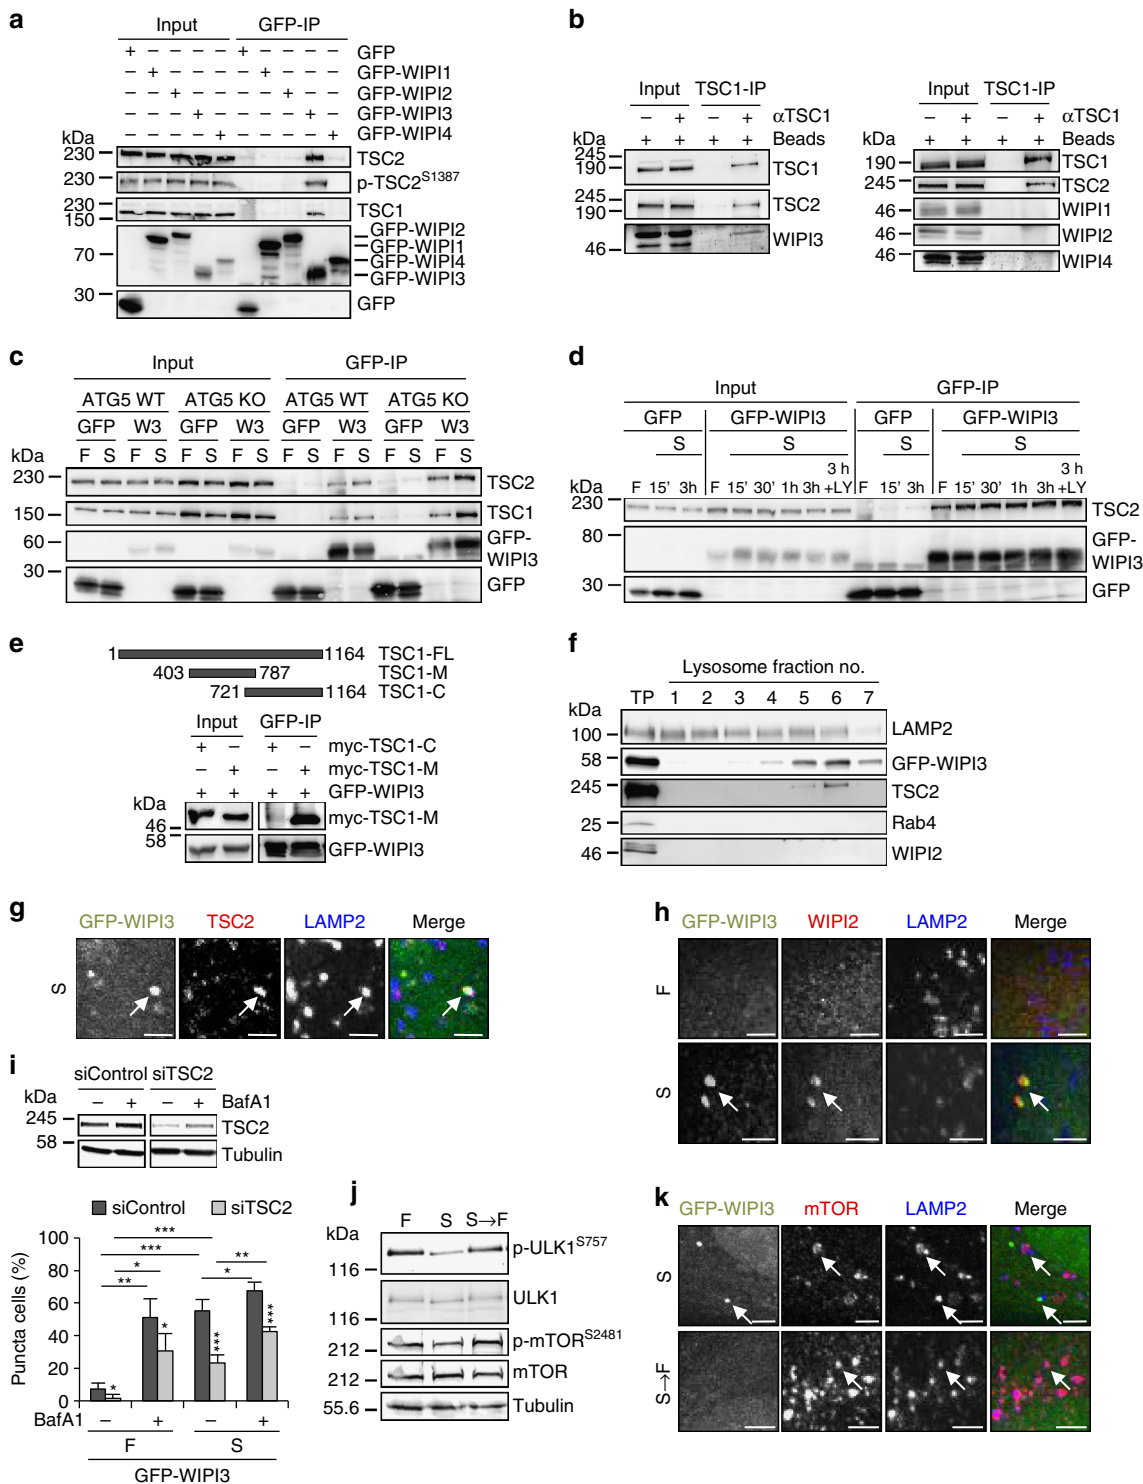 a
Input GFP-IP
+ – – – – + – – – – GFP
– + – – – – + – – – GFP-WIPI1
– – + – – – – + – – GFP-WIPI2
– – – + – – – – + – GFP-WIPI3
– – – – + – – – – + GFP-WIPI4
kDa
230 TSC2
230 p-TSC2S1387
230
150 TSC1
GFP-WIPI2
70 GFP-WIPI1
GFP-WIPI4
GFP-WIPI3
30 GFP
b
Input TSC1-IP
– + – + αTSC1
+ + + + Beads
245
190 TSC1
245
190 TSC2
46 WIPI3
Input TSC1-IP
– + – + αTSC1
+ + + + Beads
190 TSC1
245 TSC2
46 WIPI1
46 WIPI2
46 WIPI4
c
Input GFP-IP
ATG5 WT ATG5 KO ATG5 WT ATG5 KO
GFP W3 GFP W3 GFP W3 GFP W3
kDa F S F S F S F S F S F S F S F S
230 TSC2
150 TSC1
60 GFP-
WIPI3
30 GFP
d
Input GFP-IP
GFP GFP-WIPI3 GFP GFP-WIPI3
S S S S
3 h 3 h
kDa F 15’ 3h F 15’ 30’ 1h 3h +LY F 15’ 3h F 15’ 30’ 1h 3h +LY
230 TSC2
80 GFP-
WIPI3
30 GFP
e
1 1164 TSC1-FL
403 787 TSC1-M
721 1164 TSC1-C
Input GFP-IP
+ – + – myc-TSC1-C
– + – + myc-TSC1-M
+ + + + GFP-WIPI3
kDa
46 myc-TSC1-M
58 GFP-WIPI3
f
Lysosome fraction no.
kDa TP 1 2 3 4 5 6 7
100 LAMP2
58 GFP-WIPI3
245 TSC2
25 Rab4
46 WIPI2
g
GFP-WIPI3 TSC2 LAMP2 Merge
S
h
GFP-WIPI3 WIPI2 LAMP2 Merge
F
S
i
siControl siTSC2
kDa – + – + BafA1
245 TSC2
58 Tubulin
siControl siTSC2
Puncta cells (%)
100
80
60
40
20
0
*** *** * ** ** *
* * *** ***
BafA1 – + – +
F S
GFP-WIPI3
j
F S S→F
kDa
116 p-ULK1S757
116 ULK1
212 p-mTORS2481
212 mTOR
55.6 Tubulin
k
GFP-WIPI3 mTOR LAMP2 Merge
S
S→F